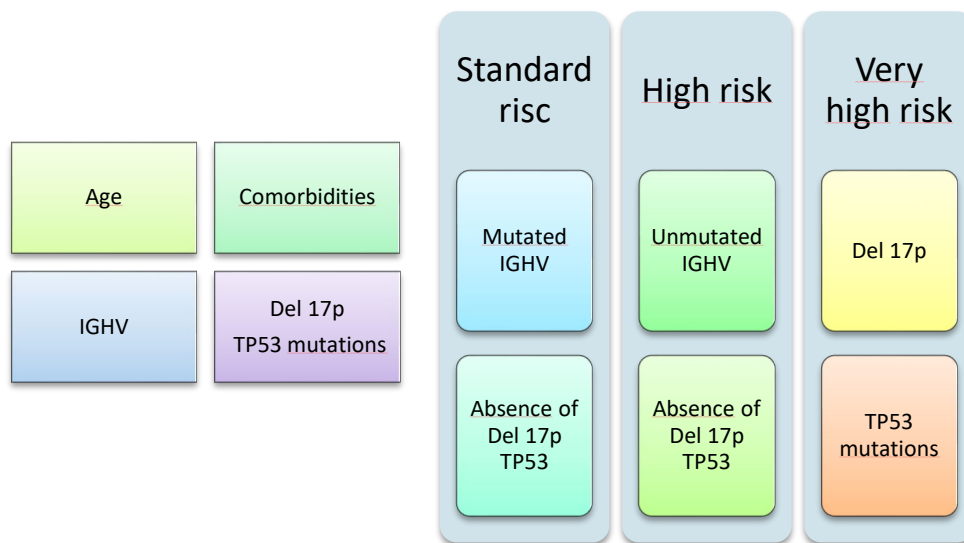 Age
Comorbidities
IGHV
Del 17p
TP53 mutations
Standard
risc
Mutated
IGHV
Absence of
Del 17p
TP53
High risk
Unmutated
IGHV
Absence of
Del 17p
TP53
Very
high risk
Del 17p
TP53
mutations